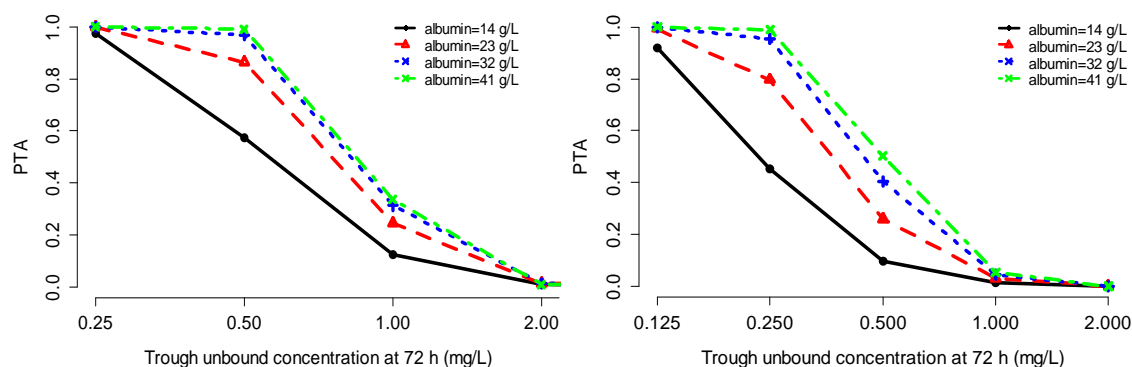 albumin=14 g/L
albumin=23 g/L
albumin=32 g/L
albumin=41 g/L
PTA
1.0
0.8
0.6
0.4
0.2
0.0
0.25 0.50 1.00 2.00
Trough unbound concentration at 72 h (mg/L)
albumin=14 g/L
albumin=23 g/L
albumin=32 g/L
albumin=41 g/L
PTA
1.0
0.8
0.6
0.4
0.2
0.0
0.125 0.250 0.500 1.000 2.000
Trough unbound concentration at 72 h (mg/L)